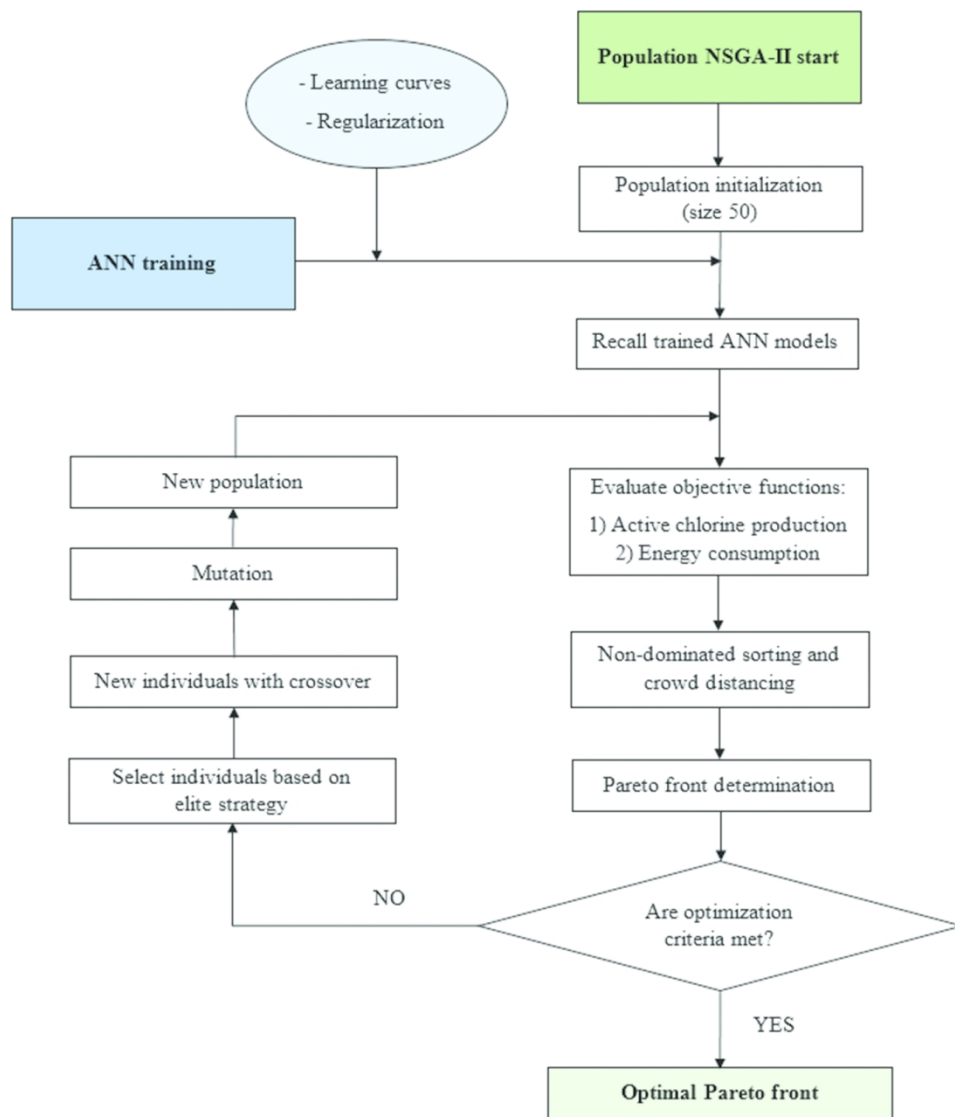 Population NSGA-II start
- Learning curves
- Regularization
Population initialization
(size 50)
ANN training
Recall trained ANN models
New population
Evaluate objective functions:
1) Active chlorine production
2) Energy consumption
Mutation
Non-dominated sorting and
crowd distancing
New individuals with crossover
Select individuals based on
elite strategy
Pareto front determination
NO
Are optimization
criteria met?
YES
Optimal Pareto front